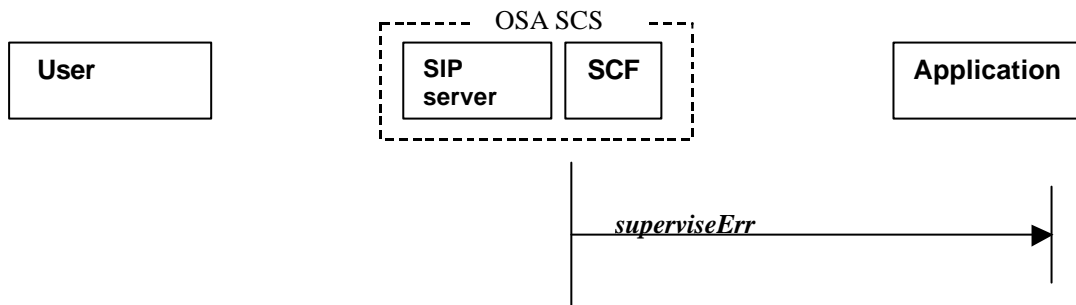 OSA SCS
User
SIP
server
SCF
Application
superviseErr